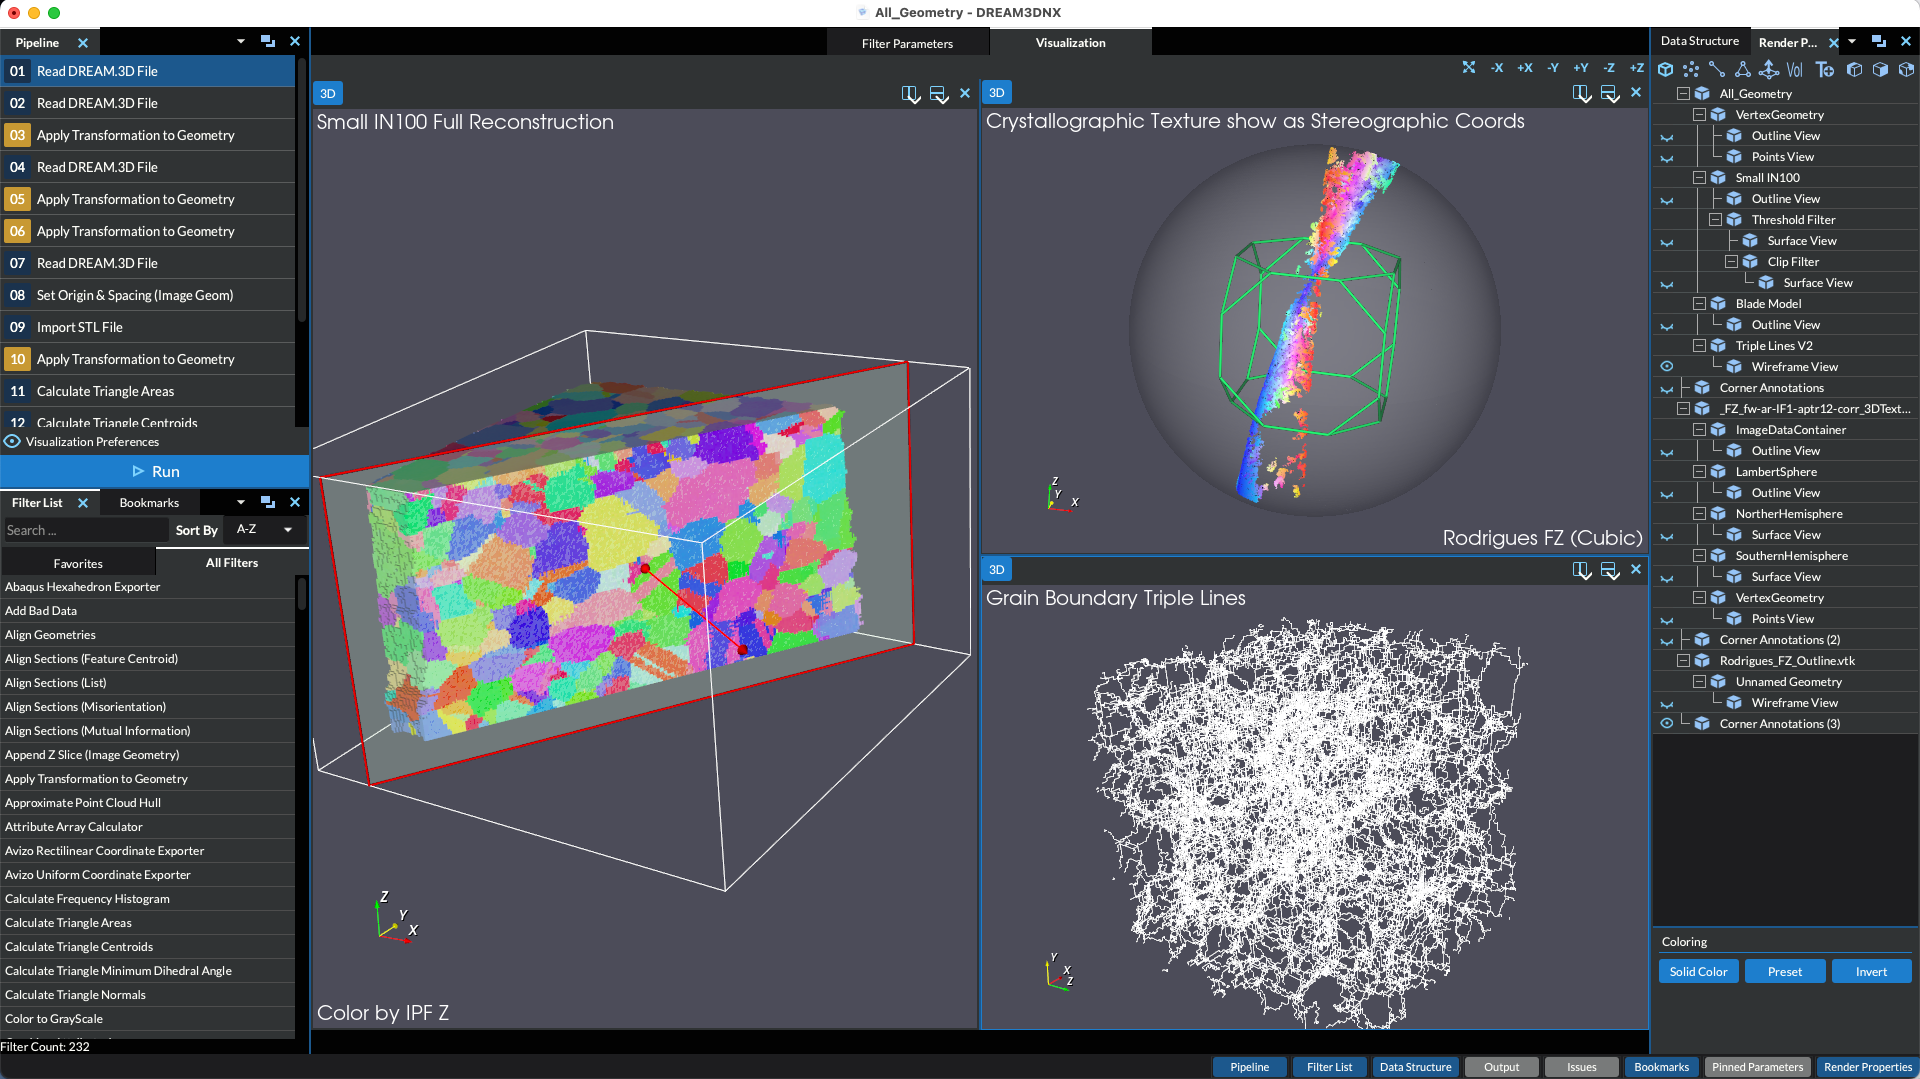 All_Geometry - DREAM3DNX
Pipeline
01 Read DREAM.3D File
02 Read DREAM.3D File
03 Apply Transformation to Geometry
04 Read DREAM.3D File
05 Apply Transformation to Geometry
06 Apply Transformation to Geometry
07 Read DREAM.3D File
08 Set Origin & Spacing (Image Geom)
09 Import STL File
10 Apply Transformation to Geometry
11 Calculate Triangle Areas
12 Calculate Triangle Centroids
Visualization Preferences
Run
Filter List
Bookmarks
Search ...
Sort By
A-Z
Favorites
All Filters
Abaqus Hexahedron Exporter
Add Bad Data
Align Geometries
Align Sections (Feature Centroid)
Align Sections (List)
Align Sections (Misorientation)
Align Sections (Mutual Information)
Append Z Slice (Image Geometry)
Apply Transformation to Geometry
Approximate Point Cloud Hull
Attribute Array Calculator
Avizo Rectilinear Coordinate Exporter
Avizo Uniform Coordinate Exporter
Calculate Frequency Histogram
Calculate Triangle Areas
Calculate Triangle Centroids
Calculate Triangle Minimum Dihedral Angle
Calculate Triangle Normals
Color to GrayScale
Filter Count: 232
Filter Parameters
Visualization
-X +X -Y +Y -Z +Z
3D
Small IN100 Full Reconstruction
Z
Y
X
Color by IPF Z
3D
Crystallographic Texture show as Stereographic Coords
Z
Y
X
Rodrigues FZ (Cubic)
3D
Grain Boundary Triple Lines
Y
X
Z
Data Structure
Render P...
Vol
All_Geometry
VertexGeometry
Outline View
Points View
Small IN100
Outline View
Threshold Filter
Surface View
Clip Filter
Surface View
Blade Model
Outline View
Triple Lines V2
Wireframe View
Corner Annotations
_FZ_fw-ar-IF1-aptr12-corr_3DText...
ImageDataContainer
Outline View
LambertSphere
Outline View
NortherHemisphere
Surface View
SouthernHemisphere
Surface View
VertexGeometry
Points View
Corner Annotations (2)
Rodrigues_FZ_Outline.vtk
Unnamed Geometry
Wireframe View
Corner Annotations (3)
Coloring
Solid Color
Preset
Invert
Pipeline
Filter List
Data Structure
Output
Issues
Bookmarks
Pinned Parameters
Render Properties